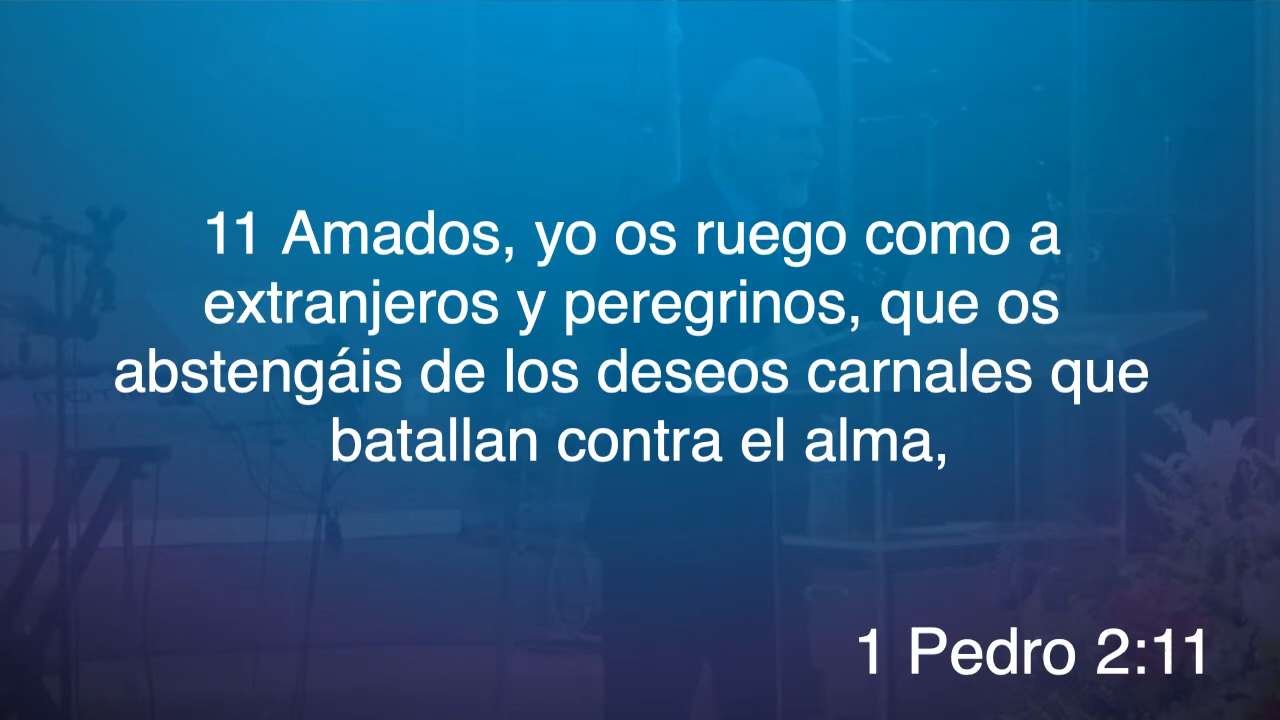 11 Amados, yo os ruego como a
extranjeros y peregrinos, que os
abstengáis de los deseos carnales que
batallan contra el alma,
1 Pedro 2:11